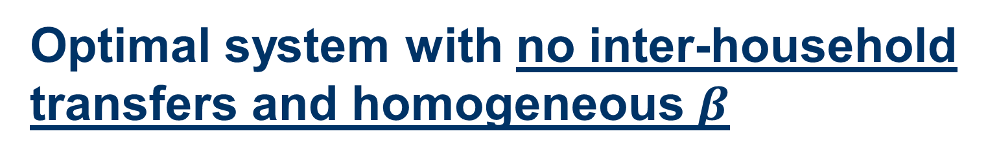 Optimal system with no inter-household
transfers and homogeneous β